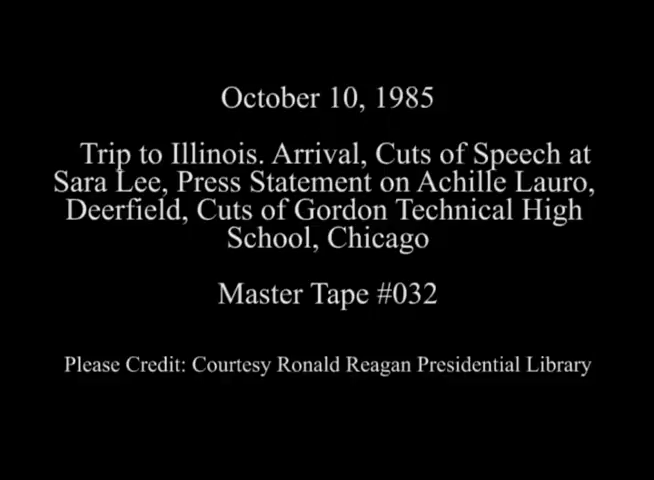 October 10, 1985
Trip to Illinois. Arrival, Cuts of Speech at
Sara Lee, Press Statement on Achille Lauro,
Deerfield, Cuts of Gordon Technical High
School, Chicago
Master Tape #032
Please Credit: Courtesy Ronald Reagan Presidential Library